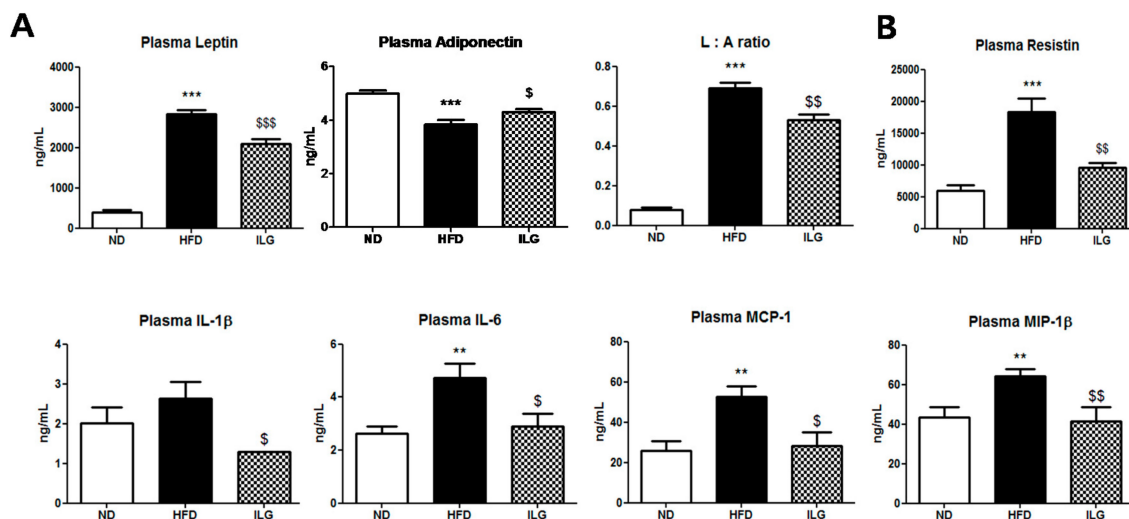 A
Plasma Leptin
***
$$$
4000
3000
2000
1000
0
ng/mL
ND HFD ILG
Plasma Adiponectin
***
$
6
4
2
0
ng/mL
ND HFD ILG
L : A ratio
***
$$
0.8
0.6
0.4
0.2
0.0
ND HFD ILG
B
Plasma Resistin
***
$$
25000
20000
15000
10000
5000
0
ng/mL
ND HFD ILG
Plasma IL-1β
$
4
3
2
1
0
ng/mL
ND HFD ILG
Plasma IL-6
**
$
6
4
2
0
ng/mL
ND HFD ILG
Plasma MCP-1
**
$
80
60
40
20
0
ng/mL
ND HFD ILG
Plasma MIP-1β
**
$$
80
60
40
20
0
ng/mL
ND HFD ILG